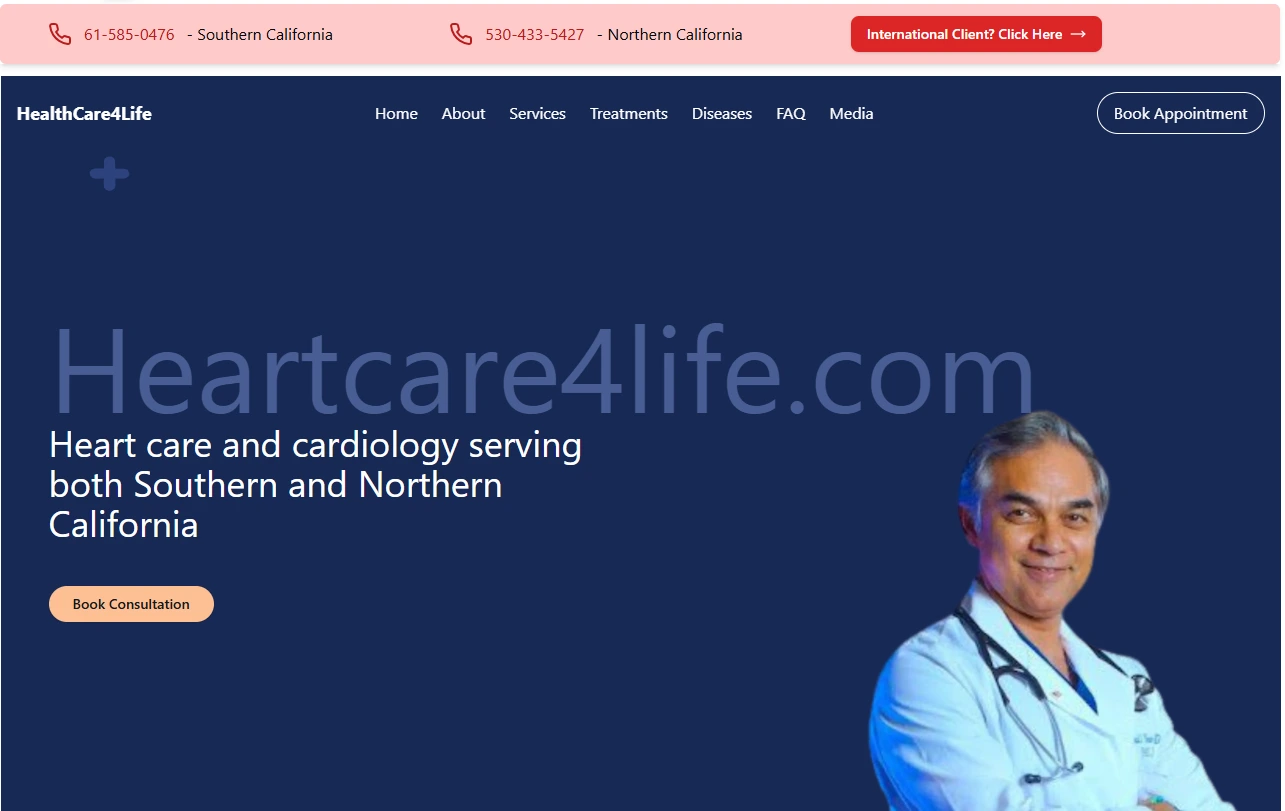 61-585-0476 - Southern California
530-433-5427 - Northern California
International Client? Click Here →
HealthCare4Life
Home
About
Services
Treatments
Diseases
FAQ
Media
Book Appointment
Heartcare4life.com
Heart care and cardiology serving
both Southern and Northern
California
Book Consultation